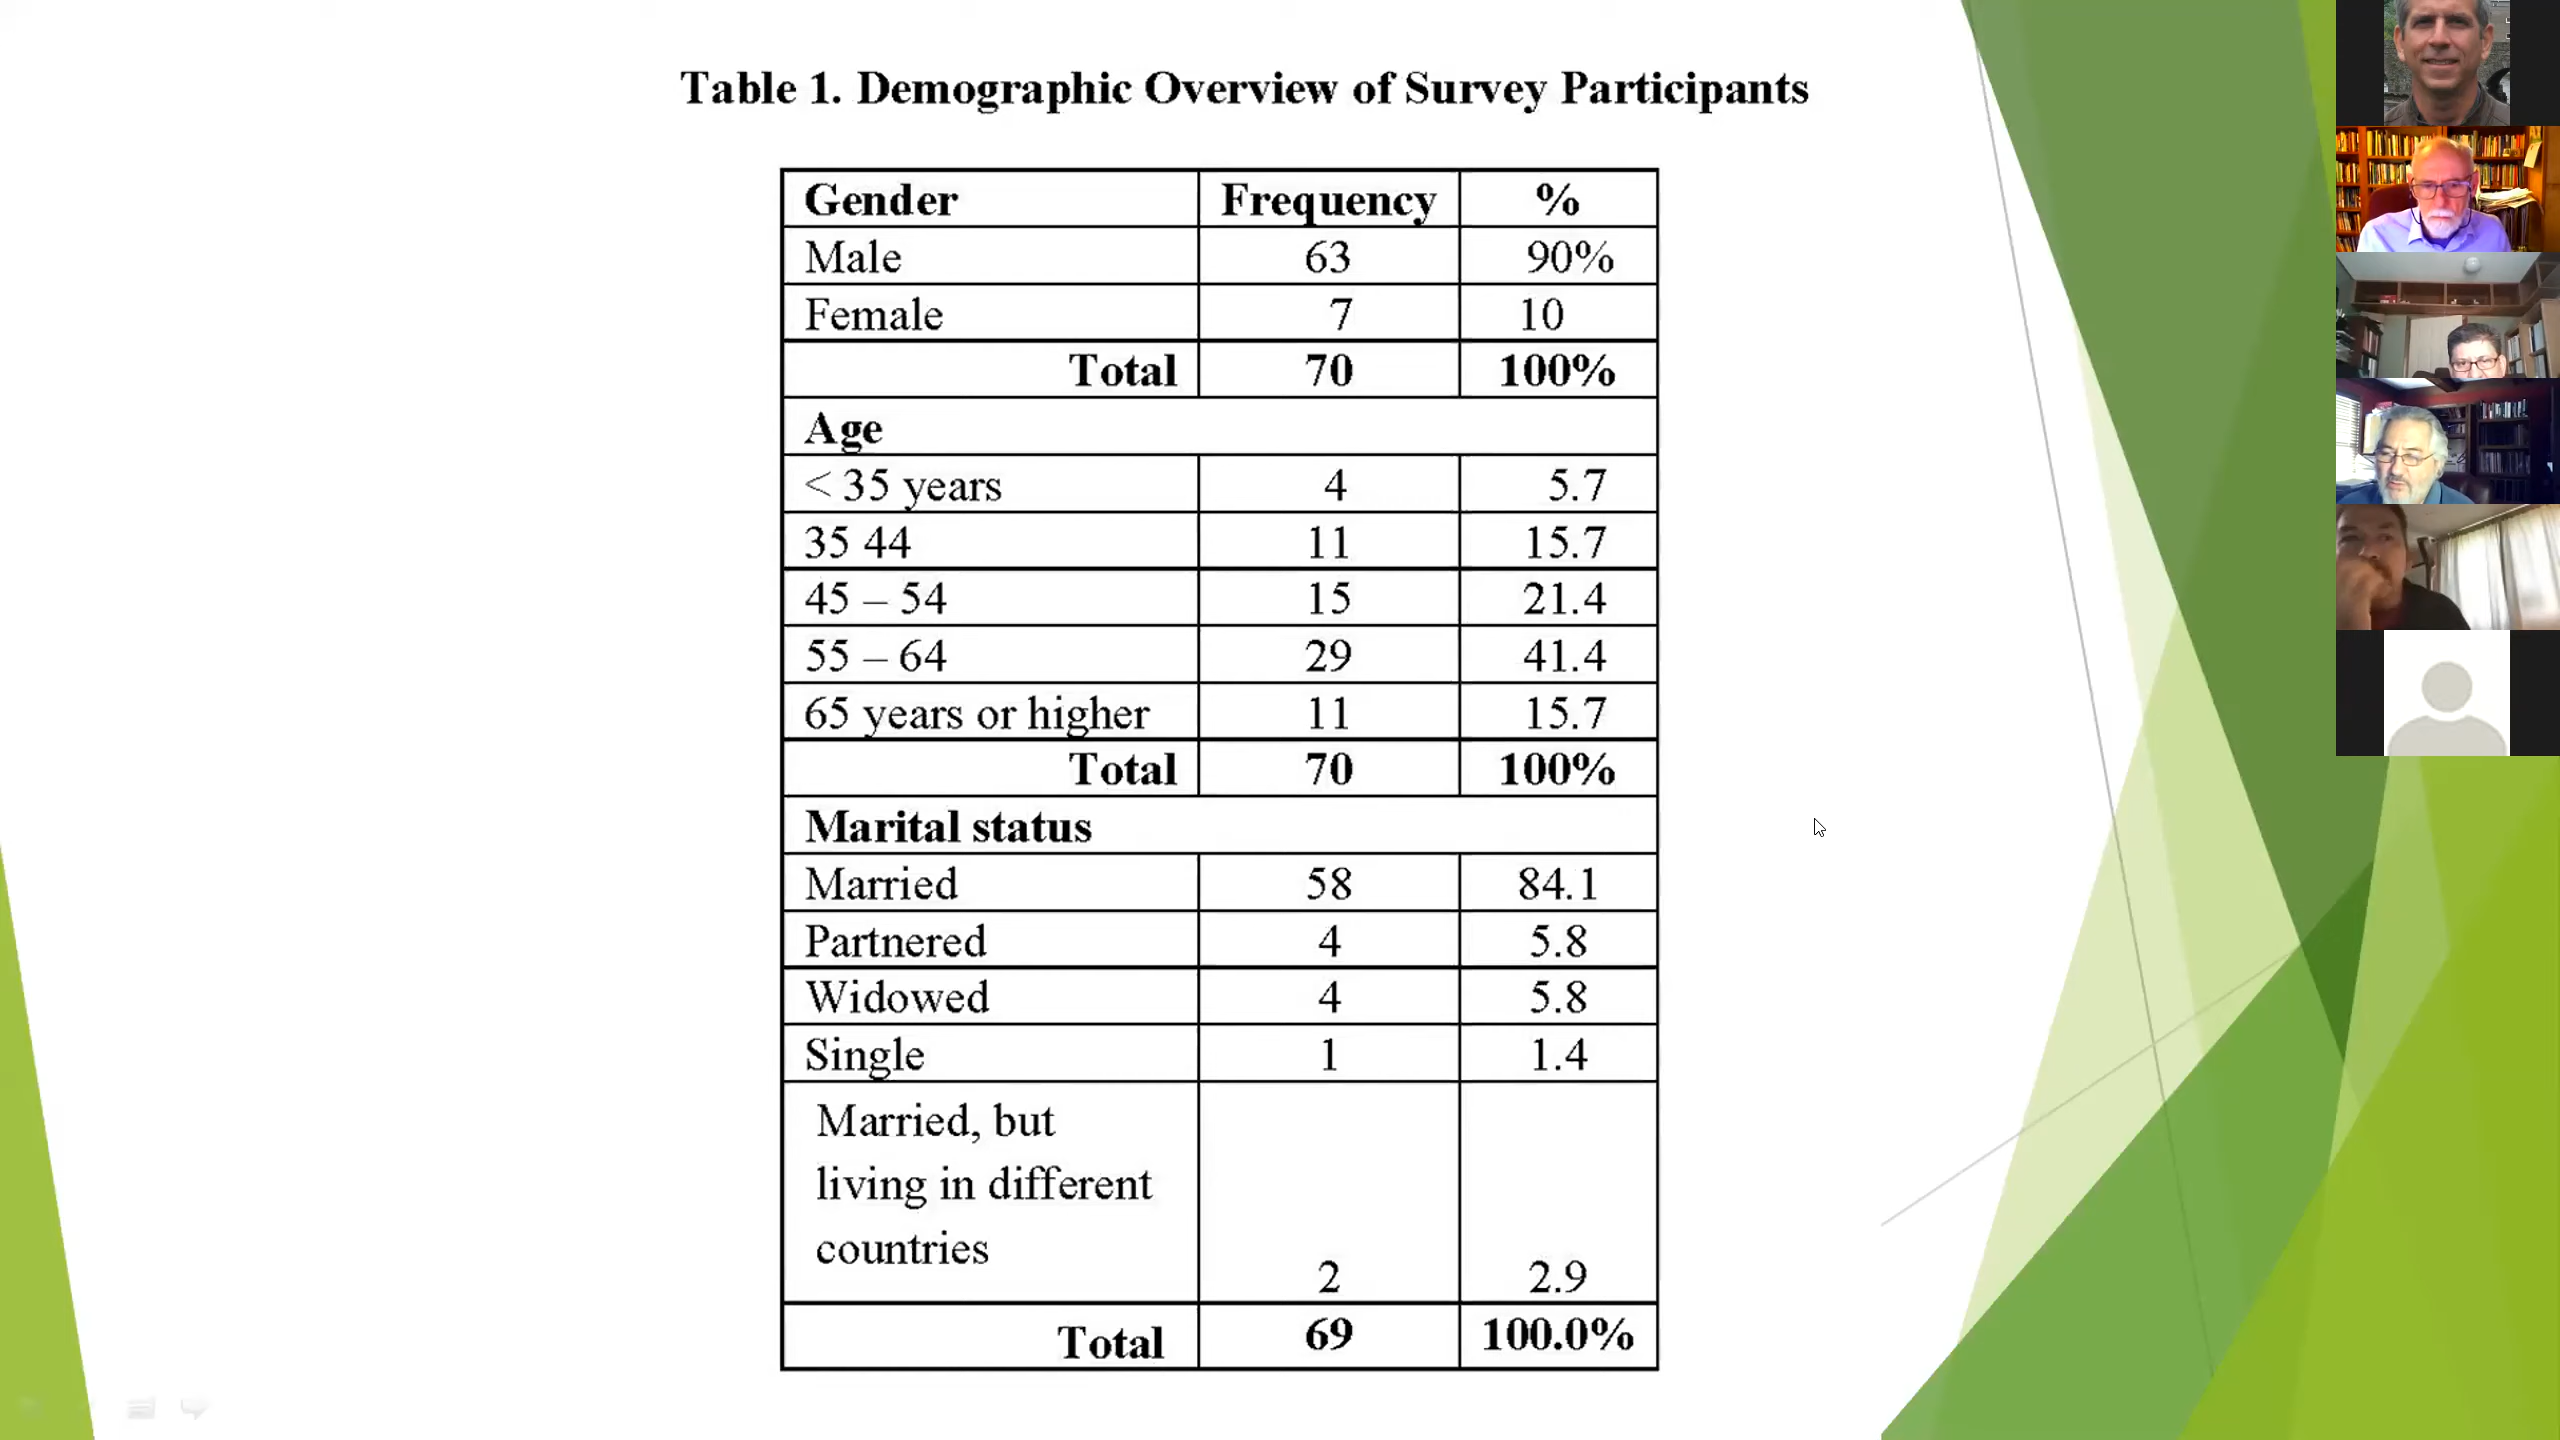 Table 1. Demographic Overview of Survey Participants
Gender Frequency %
Male 63 90%
Female 7 10
Total 70 100%
Age
< 35 years 4 5.7
35 44 11 15.7
45 – 54 15 21.4
55 – 64 29 41.4
65 years or higher 11 15.7
Total 70 100%
Marital status
Married 58 84.1
Partnered 4 5.8
Widowed 4 5.8
Single 1 1.4
Married, but
living in different
countries
2 2.9
Total 69 100.0%